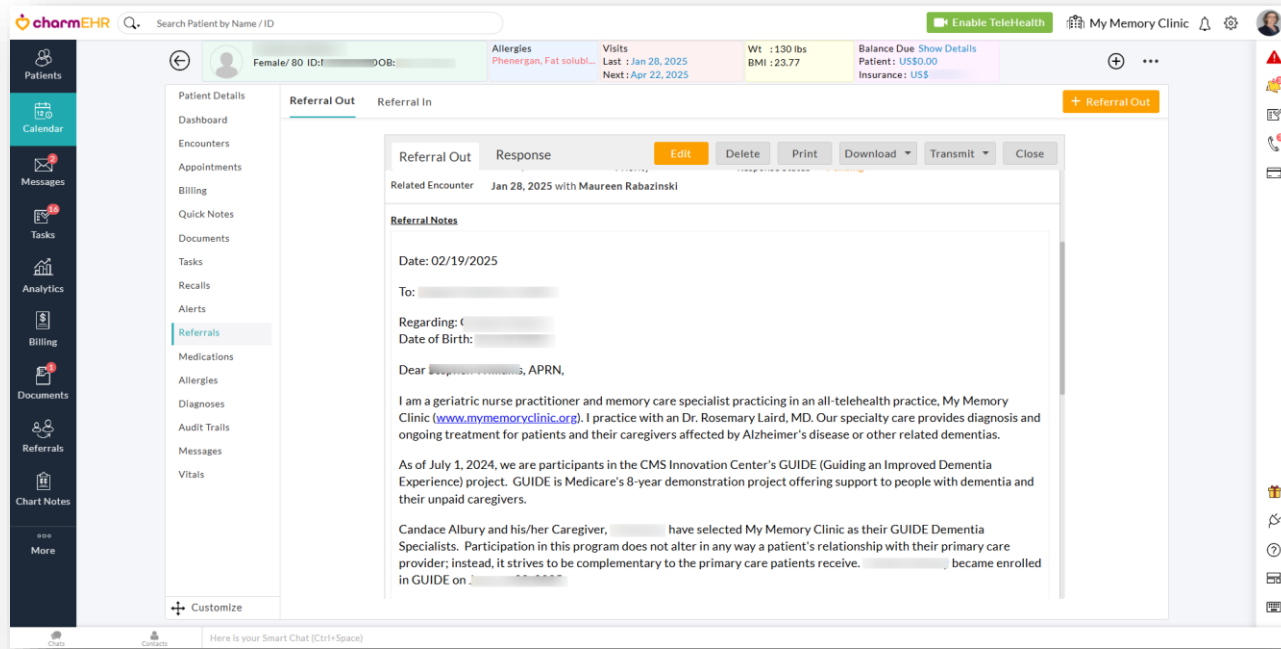 charmEHR
Search Patient by Name / ID
Enable TeleHealth
My Memory Clinic
Patients
Calendar
Messages 2
Tasks 16
Analytics
Billing
Documents 1
Referrals
Chart Notes
More
Female/ 80 ID: DOB:
Allergies
Phenergan, Fat solubl...
Visits
Last : Jan 28, 2025
Next : Apr 22, 2025
Wt : 130 lbs
BMI : 23.77
Balance Due Show Details
Patient: US$0.00
Insurance: US$
Patient Details
Dashboard
Encounters
Appointments
Billing
Quick Notes
Documents
Tasks
Recalls
Alerts
Referrals
Medications
Allergies
Diagnoses
Audit Trails
Messages
Vitals
Customize
Referral Out Referral In
+ Referral Out
Referral Out Response Edit Delete Print Download Transmit Close
Related Encounter Jan 28, 2025 with Maureen Rabazinski
Referral Notes
Date: 02/19/2025
To:
Regarding:
Date of Birth:
Dear , APRN,
I am a geriatric nurse practitioner and memory care specialist practicing in an all-telehealth practice, My Memory
Clinic (www.mymemoryclinic.org). I practice with an Dr. Rosemary Laird, MD. Our specialty care provides diagnosis and
ongoing treatment for patients and their caregivers affected by Alzheimer's disease or other related dementias.
As of July 1, 2024, we are participants in the CMS Innovation Center's GUIDE (Guiding an Improved Dementia
Experience) project. GUIDE is Medicare's 8-year demonstration project offering support to people with dementia and
their unpaid caregivers.
Candace Albury and his/her Caregiver, have selected My Memory Clinic as their GUIDE Dementia
Specialists. Participation in this program does not alter in any way a patient's relationship with their primary care
provider; instead, it strives to be complementary to the primary care patients receive. became enrolled
in GUIDE on
Chats
Contacts
Here is your Smart Chat (Ctrl+Space)